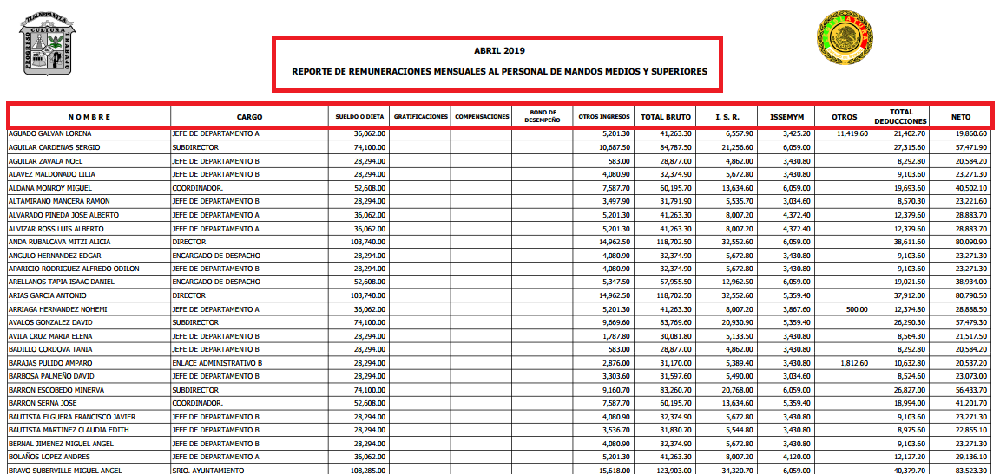 TLALNEPANTLA
CULTURA
PROGRESO
TRABAJO
ABRIL 2019
REPORTE DE REMUNERACIONES MENSUALES AL PERSONAL DE MANDOS MEDIOS Y SUPERIORES
N O M B R E CARGO SUELDO O DIETA GRATIFICACIONES COMPENSACIONES BONO DE DESEMPEÑO OTROS INGRESOS TOTAL BRUTO I. S. R. ISSEMYM OTROS TOTAL DEDUCCIONES NETO
AGUADO GALVAN LORENA JEFE DE DEPARTAMENTO A 36,062.00 5,201.30 41,263.30 6,557.90 3,425.20 11,419.60 21,402.70 19,860.60
AGUILAR CARDENAS SERGIO SUBDIRECTOR 74,100.00 10,687.50 84,787.50 21,256.60 6,059.00 27,315.60 57,471.90
AGUILAR ZAVALA NOEL JEFE DE DEPARTAMENTO B 28,294.00 583.00 28,877.00 4,862.00 3,430.80 8,292.80 20,584.20
ALAVEZ MALDONADO LILIA JEFE DE DEPARTAMENTO B 28,294.00 4,080.90 32,374.90 5,672.80 3,430.80 9,103.60 23,271.30
ALDANA MONROY MIGUEL COORDINADOR. 52,608.00 7,587.70 60,195.70 13,634.60 6,059.00 19,693.60 40,502.10
ALTAMIRANO MANCERA RAMON JEFE DE DEPARTAMENTO B 28,294.00 3,497.90 31,791.90 5,535.70 3,034.60 8,570.30 23,221.60
ALVARADO PINEDA JOSE ALBERTO JEFE DE DEPARTAMENTO A 36,062.00 5,201.30 41,263.30 8,007.20 4,372.40 12,379.60 28,883.70
ALVIZAR ROSS LUIS ALBERTO JEFE DE DEPARTAMENTO A 36,062.00 5,201.30 41,263.30 8,007.20 4,372.40 12,379.60 28,883.70
ANDA RUBALCAVA MITZI ALICIA DIRECTOR 103,740.00 14,962.50 118,702.50 32,552.60 6,059.00 38,611.60 80,090.90
ANGULO HERNANDEZ EDGAR ENCARGADO DE DESPACHO 28,294.00 4,080.90 32,374.90 5,672.80 3,430.80 9,103.60 23,271.30
APARICIO RODRIGUEZ ALFREDO ODILON JEFE DE DEPARTAMENTO B 28,294.00 4,080.90 32,374.90 5,672.80 3,430.80 9,103.60 23,271.30
ARELLANOS TAPIA ISAAC DANIEL ENCARGADO DE DESPACHO 52,608.00 5,347.50 57,955.50 12,962.50 6,059.00 19,021.50 38,934.00
ARIAS GARCIA ANTONIO DIRECTOR 103,740.00 14,962.50 118,702.50 32,552.60 5,359.40 37,912.00 80,790.50
ARRIAGA HERNANDEZ NOHEMI JEFE DE DEPARTAMENTO A 36,062.00 5,201.30 41,263.30 8,007.20 3,867.60 500.00 12,374.80 28,888.50
AVALOS GONZALEZ DAVID SUBDIRECTOR 74,100.00 9,669.60 83,769.60 20,930.90 5,359.40 26,290.30 57,479.30
AVILA CRUZ MARIA ELENA JEFE DE DEPARTAMENTO B 28,294.00 1,787.80 30,081.80 5,133.50 3,430.80 8,564.30 21,517.50
BADILLO CORDOVA TANIA JEFE DE DEPARTAMENTO B 28,294.00 583.00 28,877.00 4,862.00 3,430.80 8,292.80 20,584.20
BARAJAS PULIDO AMPARO ENLACE ADMINISTRATIVO B 28,294.00 2,876.00 31,170.00 5,389.40 3,430.80 1,812.60 10,632.80 20,537.20
BARBOSA PALMEÑO DAVID JEFE DE DEPARTAMENTO B 28,294.00 3,303.60 31,597.60 5,490.00 3,034.60 8,524.60 23,073.00
BARRON ESCOBEDO MINERVA SUBDIRECTOR 74,100.00 9,160.70 83,260.70 20,768.00 6,059.00 26,827.00 56,433.70
BARRON SERNA JOSE COORDINADOR. 52,608.00 7,587.70 60,195.70 13,634.60 5,359.40 18,994.00 41,201.70
BAUTISTA ELGUERA FRANCISCO JAVIER JEFE DE DEPARTAMENTO B 28,294.00 4,080.90 32,374.90 5,672.80 3,430.80 9,103.60 23,271.30
BAUTISTA MARTINEZ CLAUDIA EDITH JEFE DE DEPARTAMENTO B 28,294.00 3,536.70 31,830.70 5,544.80 3,430.80 8,975.60 22,855.10
BERNAL JIMENEZ MIGUEL ANGEL JEFE DE DEPARTAMENTO B 28,294.00 4,080.90 32,374.90 5,672.80 3,430.80 9,103.60 23,271.30
BOLAÑOS LOPEZ ANDRES JEFE DE DEPARTAMENTO A 36,062.00 5,201.30 41,263.30 8,007.20 4,120.00 12,127.20 29,136.10
BRAVO SUBERVILLE MIGUEL ANGEL SRIO. AYUNTAMIENTO 108,285.00 15,618.00 123,903.00 34,320.70 6,059.00 40,379.70 83,523.30